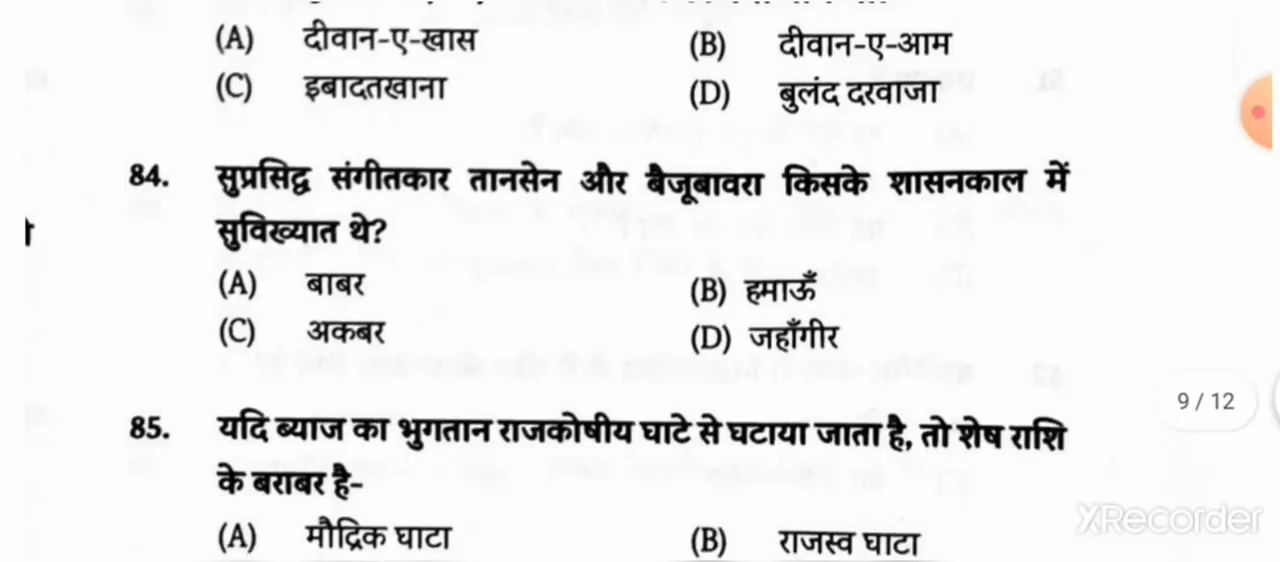 (A) दीवान-ए-खास (B) दीवान-ए-आम
(C) इबादतखाना (D) बुलंद दरवाजा
84. सुप्रसिद्ध संगीतकार तानसेन और बैजूबावरा किसके शासनकाल में
सुविख्यात थे?
(A) बाबर (B) हमाऊँ
(C) अकबर (D) जहाँगीर
85. यदि ब्याज का भुगतान राजकोषीय घाटे से घटाया जाता है, तो शेष राशि
के बराबर है-
(A) मौद्रिक घाटा (B) राजस्व घाटा
9 / 12
XRecorder